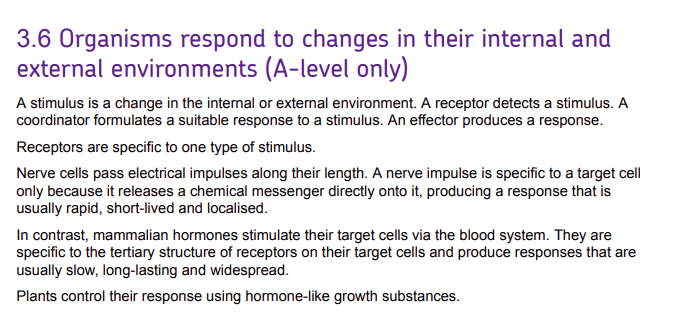 3.6 Organisms respond to changes in their internal and
external environments (A-level only)
A stimulus is a change in the internal or external environment. A receptor detects a stimulus. A
coordinator formulates a suitable response to a stimulus. An effector produces a response.
Receptors are specific to one type of stimulus.
Nerve cells pass electrical impulses along their length. A nerve impulse is specific to a target cell
only because it releases a chemical messenger directly onto it, producing a response that is
usually rapid, short-lived and localised.
In contrast, mammalian hormones stimulate their target cells via the blood system. They are
specific to the tertiary structure of receptors on their target cells and produce responses that are
usually slow, long-lasting and widespread.
Plants control their response using hormone-like growth substances.